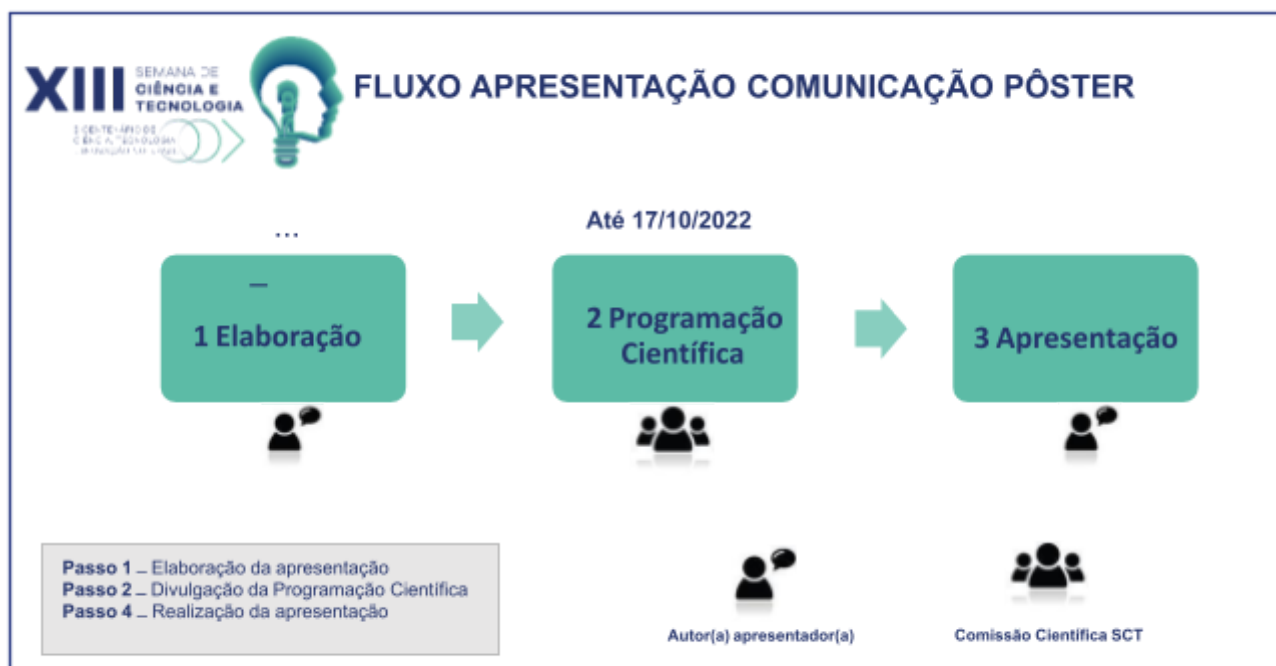 XIII
SEMANA DE
CIÊNCIA E
TECNOLOGIA
FLUXO APRESENTAÇÃO COMUNICAÇÃO PÔSTER
...
Até 17/10/2022
_
1 Elaboração
2 Programação
Científica
3 Apresentação
Passo 1 _ Elaboração da apresentação
Passo 2 _ Divulgação da Programação Científica
Passo 4 _ Realização da apresentação
Autor(a) apresentador(a)
Comissão Científica SCT